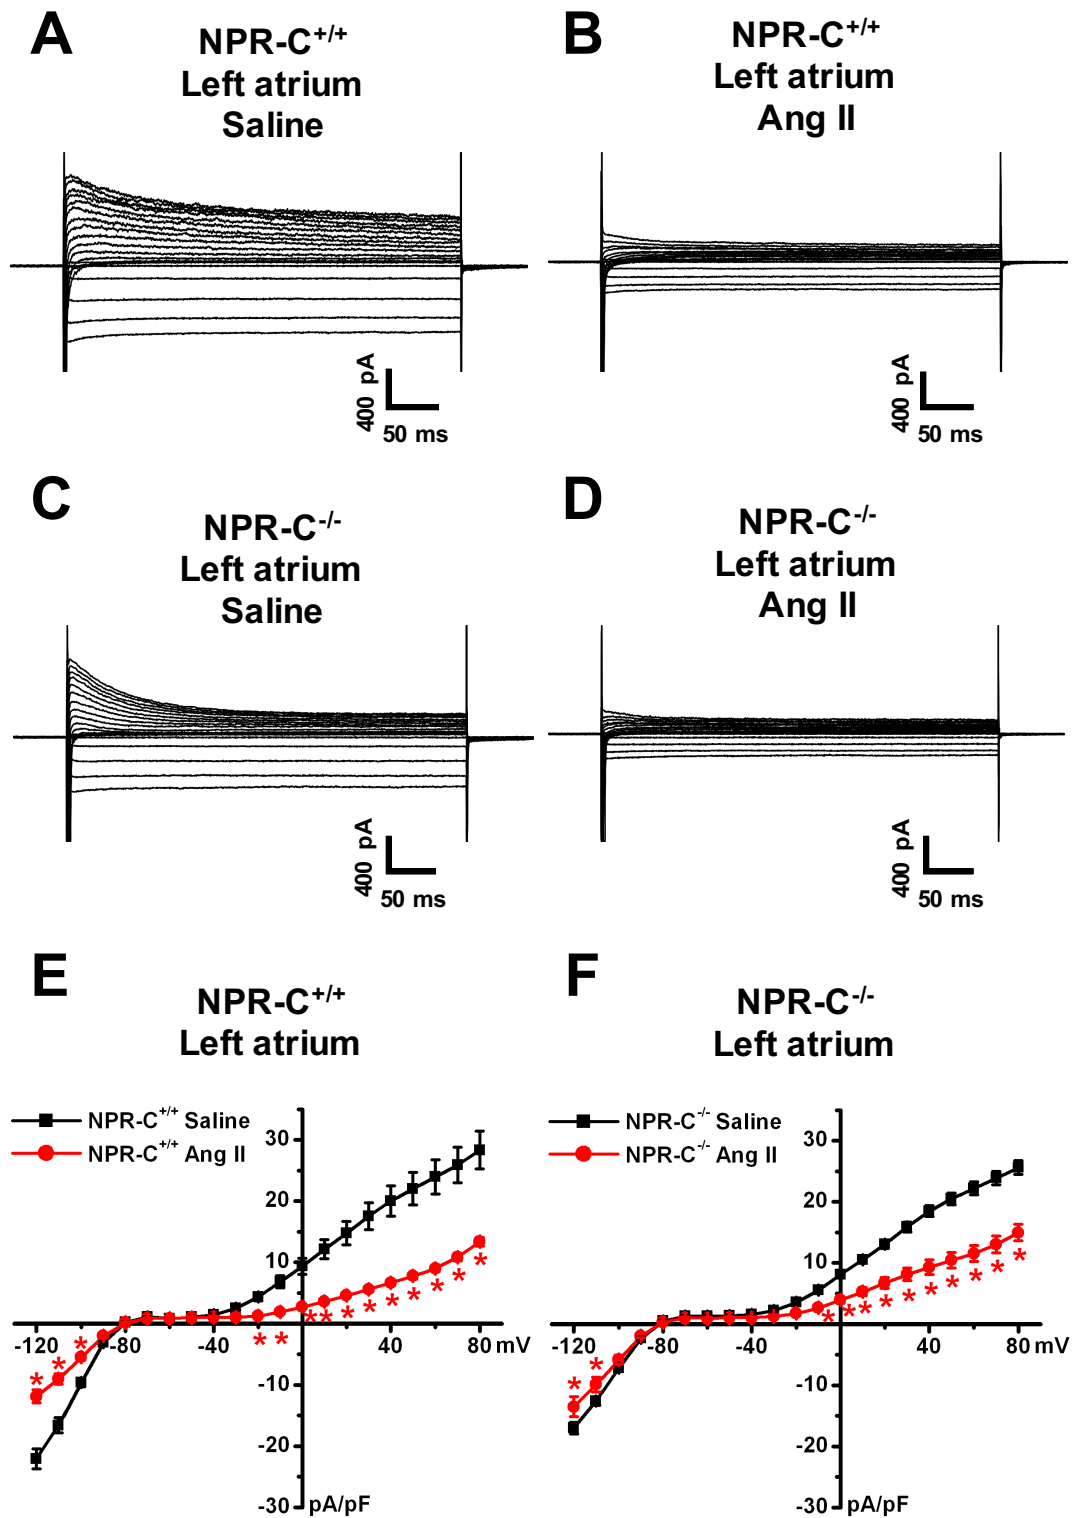 A
NPR-C+/+
Left atrium
Saline
B
NPR-C+/+
Left atrium
Ang II
400 pA
50 ms
400 pA
50 ms
C
NPR-C-/-
Left atrium
Saline
D
NPR-C-/-
Left atrium
Ang II
400 pA
50 ms
400 pA
50 ms
E
NPR-C+/+
Left atrium
F
NPR-C-/-
Left atrium
NPR-C+/+ Saline
NPR-C+/+ Ang II
30
20
10
-120 -80 40 80 mV
* * * * * * * * * * * * * *
-10
-20
-30 pA/pF
NPR-C-/- Saline
NPR-C-/- Ang II
30
20
10
-120 -80 -40 0 40 80 mV
* * * * * * * * * * * *
-10
-20
-30 pA/pF